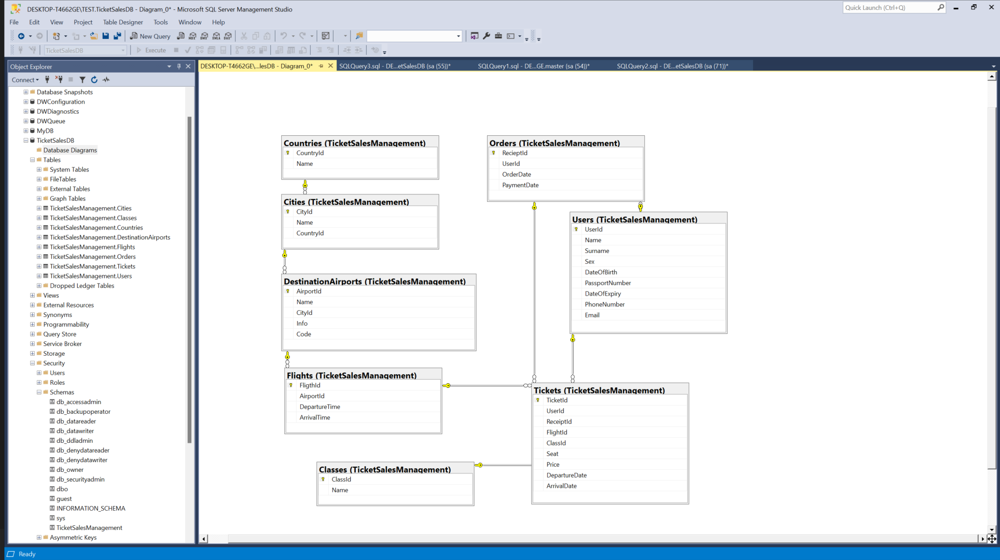 DESKTOP-T4662GE\TEST.TicketSalesDB - Diagram_0* - Microsoft SQL Server Management Studio
Quick Launch (Ctrl+Q)
File Edit View Project Table Designer Tools Window Help
New Query
MDX DMX XMLA DAX
TicketSalesDB
Execute
Object Explorer
DESKTOP-T4662GE\...lesDB - Diagram_0*
SQLQuery3.sql - DE...etSalesDB (sa (55))*
SQLQuery1.sql - DE...GE.master (sa (54))*
SQLQuery2.sql - DE...etSalesDB (sa (71))*
Connect
Database Snapshots
DWConfiguration
DWDiagnostics
DWQueue
MyDB
TicketSalesDB
Database Diagrams
Tables
System Tables
FileTables
External Tables
Graph Tables
TicketSalesManagement.Cities
TicketSalesManagement.Classes
TicketSalesManagement.Countries
TicketSalesManagement.DestinationAirports
TicketSalesManagement.Flights
TicketSalesManagement.Orders
TicketSalesManagement.Tickets
TicketSalesManagement.Users
Dropped Ledger Tables
Views
External Resources
Synonyms
Programmability
Query Store
Service Broker
Storage
Security
Users
Roles
Schemas
db_accessadmin
db_backupoperator
db_datareader
db_datawriter
db_ddladmin
db_denydatareader
db_denydatawriter
db_owner
db_securityadmin
dbo
guest
INFORMATION_SCHEMA
sys
TicketSalesManagement
Asymmetric Keys
Countries (TicketSalesManagement)
CountryId
Name
Cities (TicketSalesManagement)
CityId
Name
CountryId
DestinationAirports (TicketSalesManagement)
AirportId
Name
CityId
Info
Code
Flights (TicketSalesManagement)
FligthId
AirportId
DepartureTime
ArrivalTime
Classes (TicketSalesManagement)
ClassId
Name
Orders (TicketSalesManagement)
RecieptId
UserId
OrderDate
PaymentDate
Users (TicketSalesManagement)
UserId
Name
Surname
Sex
DateOfBirth
PassportNumber
DateOfExpiry
PhoneNumber
Email
Tickets (TicketSalesManagement)
TicketId
UserId
ReceiptId
FlightId
ClassId
Seat
Price
DepartureDate
ArrivalDate
Ready